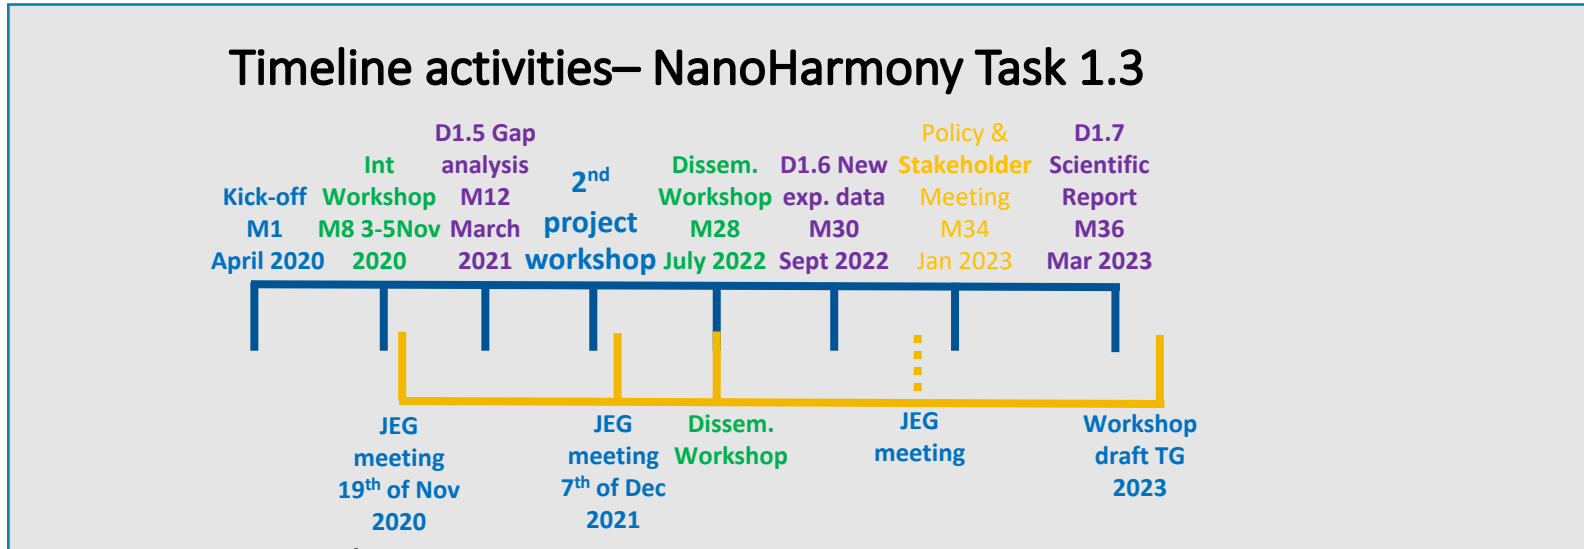 Timeline activities– NanoHarmony Task 1.3
Kick-off
M1
April 2020
Int
Workshop
M8 3-5Nov
2020
D1.5 Gap
analysis
M12
March
2021
2nd
project
workshop
Dissem.
Workshop
M28
July 2022
D1.6 New
exp. data
M30
Sept 2022
Policy &
Stakeholder
Meeting
M34
Jan 2023
D1.7
Scientific
Report
M36
Mar 2023
JEG
meeting
19th of Nov
2020
JEG
meeting
7th of Dec
2021
Dissem.
Workshop
JEG
meeting
Workshop
draft TG
2023